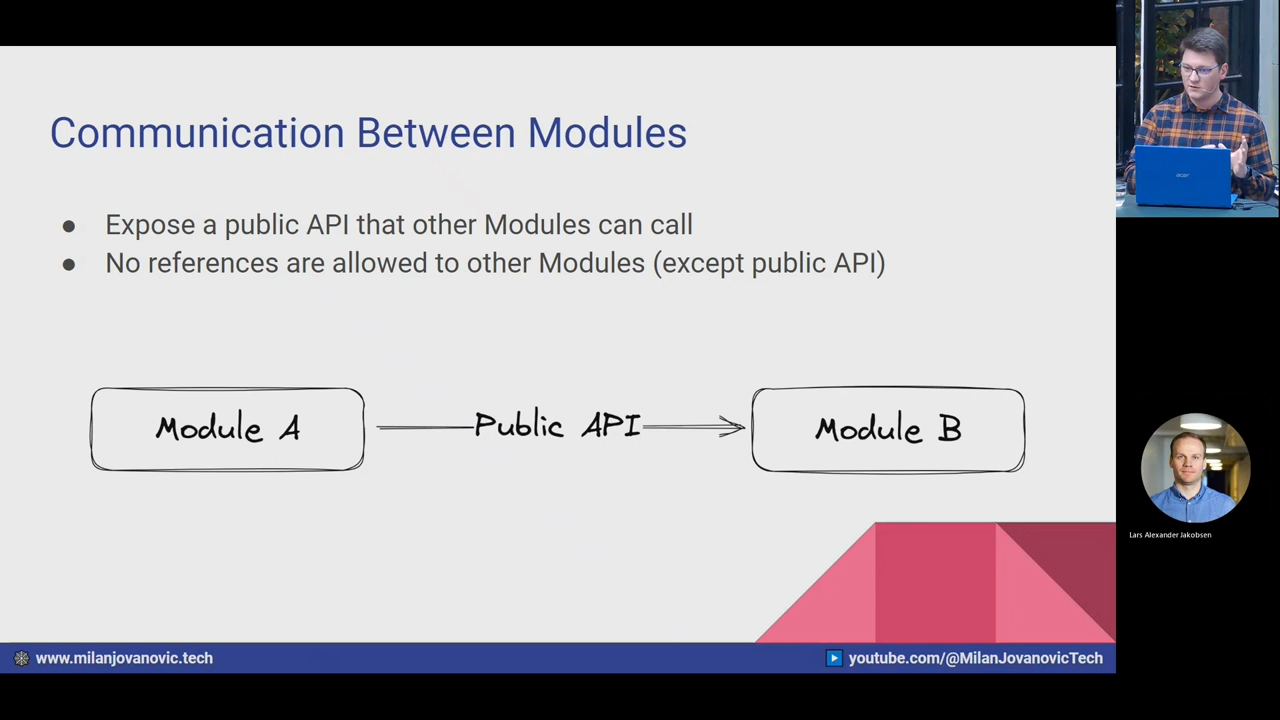 Communication Between Modules
● Expose a public API that other Modules can call
● No references are allowed to other Modules (except public API)
Module A
Public API
Module B
www.milanjovanovic.tech
youtube.com/@MilanJovanovicTech
acer
Lars Alexander Jakobsen